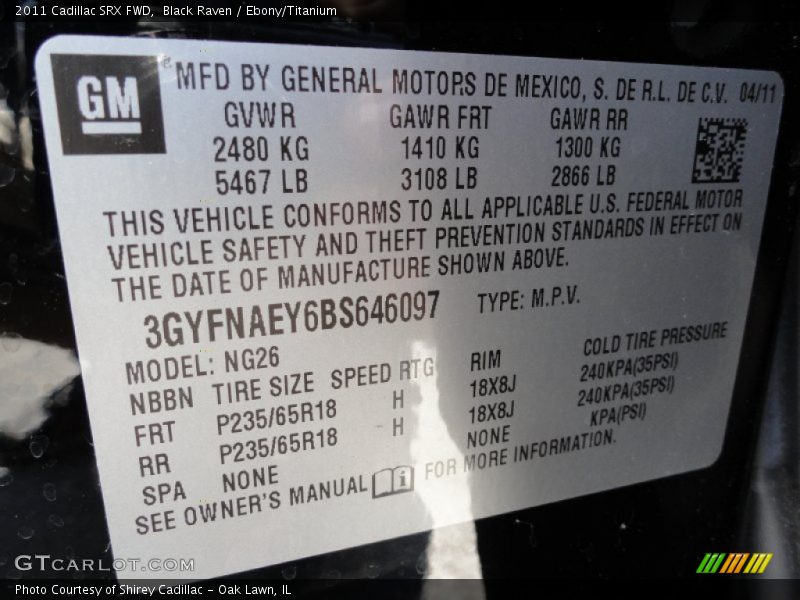 2011 Cadillac SRX FWD, Black Raven / Ebony/Titanium
GM
® MFD BY GENERAL MOTORS DE MEXICO, S. DE R.L. DE C.V. 04/11
GVWR GAWR FRT GAWR RR
2480 KG 1410 KG 1300 KG
5467 LB 3108 LB 2866 LB
THIS VEHICLE CONFORMS TO ALL APPLICABLE U.S. FEDERAL MOTOR
VEHICLE SAFETY AND THEFT PREVENTION STANDARDS IN EFFECT ON
THE DATE OF MANUFACTURE SHOWN ABOVE.
3GYFNAEY6BS646097 TYPE: M.P.V.
MODEL: NG26
NBBN TIRE SIZE SPEED RTG RIM COLD TIRE PRESSURE
FRT P235/65R18 H 18X8J 240KPA(35PSI)
RR P235/65R18 H 18X8J 240KPA(35PSI)
SPA NONE NONE KPA(PSI)
SEE OWNER'S MANUAL i FOR MORE INFORMATION.
GTCARLOT.COM
Photo Courtesy of Shirey Cadillac - Oak Lawn, IL